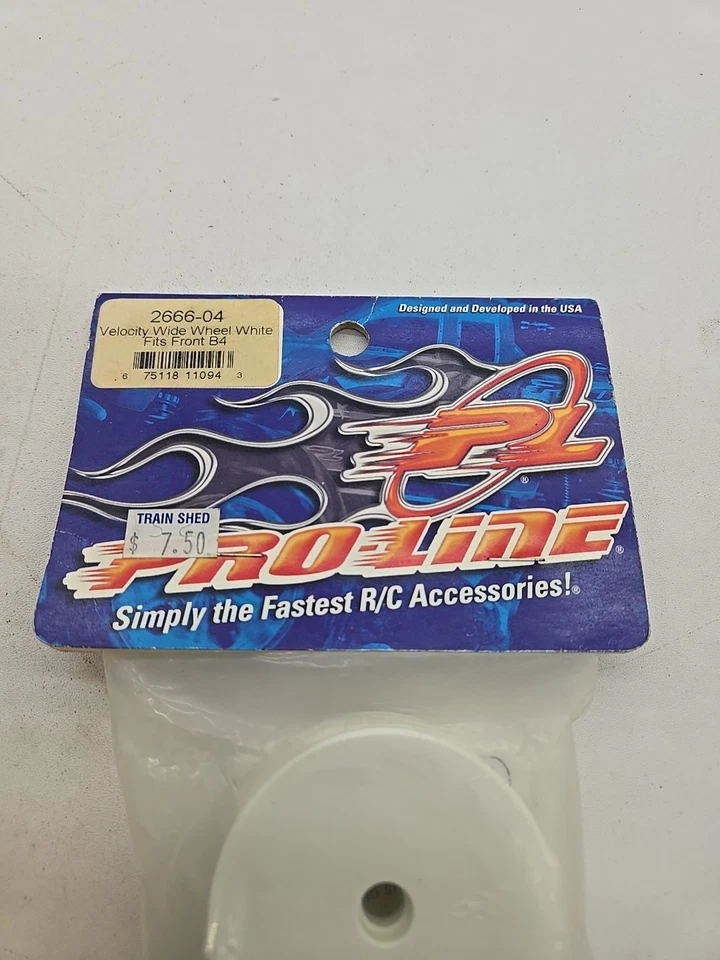 2666-04
Velocity Wide Wheel White
Fits Front B4
6 75118 11094 3
Designed and Developed in the USA
PL®
TRAIN SHED
$ 7.50
PRO-LINE®
Simply the Fastest R/C Accessories!®